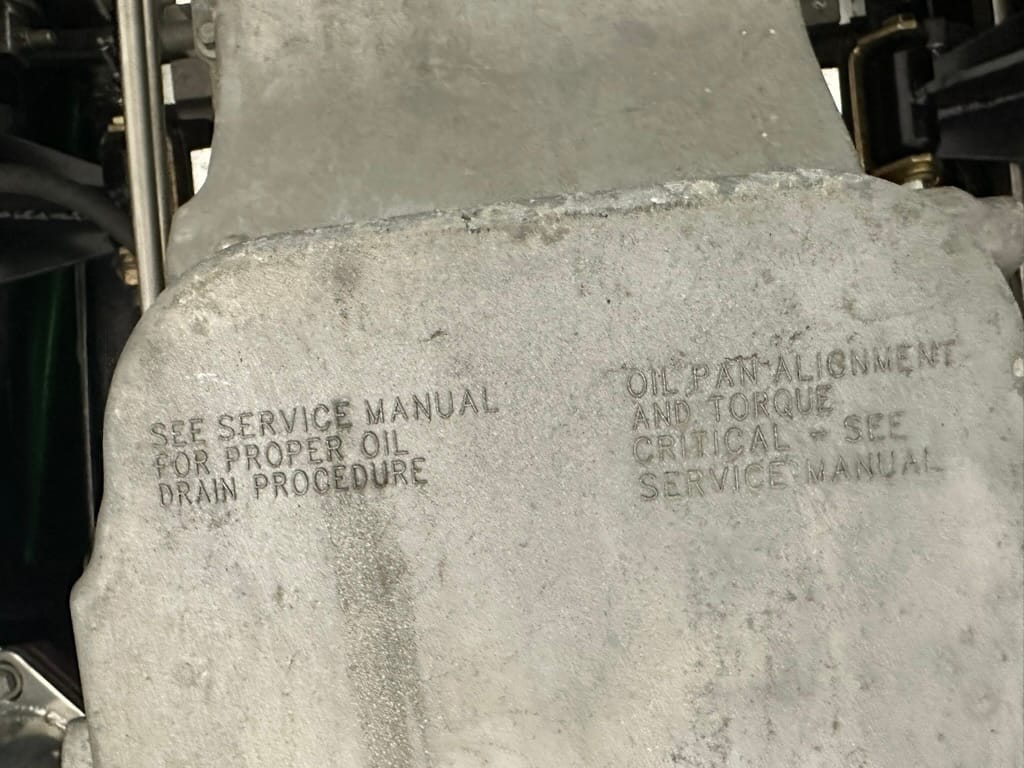 SEE SERVICE MANUAL
FOR PROPER OIL
DRAIN PROCEDURE
OIL PAN ALIGNMENT
AND TORQUE
CRITICAL - SEE
SERVICE MANUAL